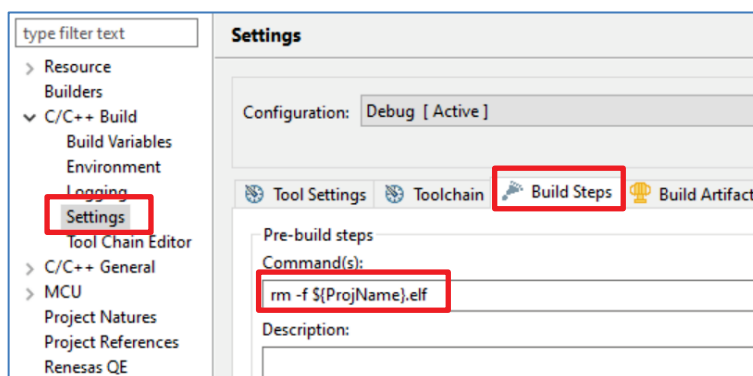 type filter text
Resource
Builders
C/C++ Build
Build Variables
Environment
Logging
Settings
Tool Chain Editor
C/C++ General
MCU
Project Natures
Project References
Renesas QE
Settings
Configuration: Debug [ Active ]
Tool Settings Toolchain Build Steps Build Artifact
Pre-build steps
Command(s):
rm -f ${ProjName}.elf
Description: